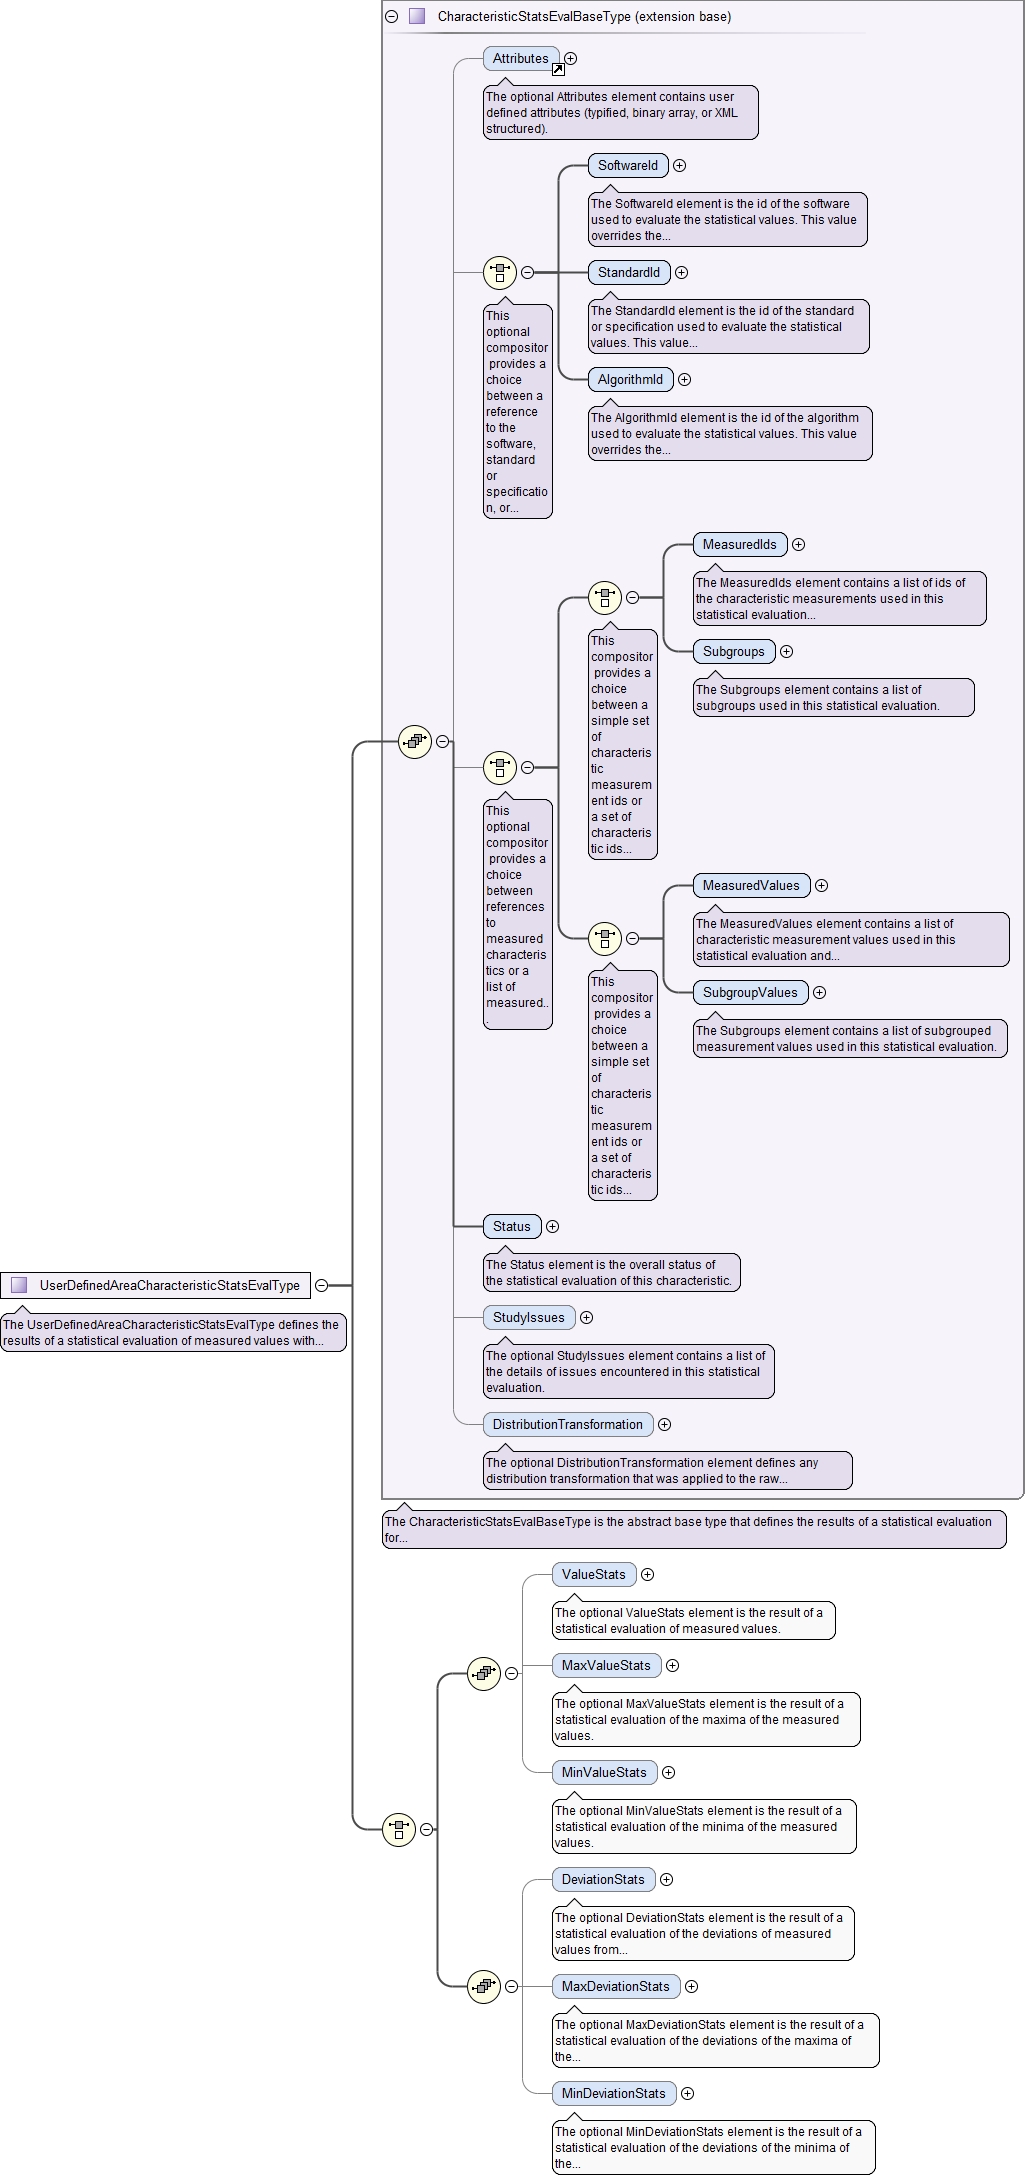 CharacteristicStatsEvalBaseType (extension base)
Attributes
The optional Attributes element contains user
defined attributes (typified, binary array, or XML
structured).
SoftwareId
The SoftwareId element is the id of the software
used to evaluate the statistical values. This value
overrides the...
StandardId
The StandardId element is the id of the standard
or specification used to evaluate the statistical
values. This value...
This
optional
compositor
provides a
choice
between a
reference
to the
software,
standard
or
specificatio
n, or...
AlgorithmId
The AlgorithmId element is the id of the algorithm
used to evaluate the statistical values. This value
overrides the...
MeasuredIds
The MeasuredIds element contains a list of ids of
the characteristic measurements used in this
statistical evaluation...
This
compositor
provides a
choice
between a
simple set
of
characteris
tic
measurem
ent ids or
a set of
characteris
tic ids...
Subgroups
The Subgroups element contains a list of
subgroups used in this statistical evaluation.
This
optional
compositor
provides a
choice
between
references
to
measured
characteris
tics or a
list of
measured..
.
MeasuredValues
The MeasuredValues element contains a list of
characteristic measurement values used in this
statistical evaluation and...
This
compositor
provides a
choice
between a
simple set
of
characteris
tic
measurem
ent ids or
a set of
characteris
tic ids...
SubgroupValues
The Subgroups element contains a list of subgrouped
measurement values used in this statistical evaluation.
Status
The Status element is the overall status of
the statistical evaluation of this characteristic.
UserDefinedAreaCharacteristicStatsEvalType
The UserDefinedAreaCharacteristicStatsEvalType defines the
results of a statistical evaluation of measured values with...
StudyIssues
The optional StudyIssues element contains a list of
the details of issues encountered in this statistical
evaluation.
DistributionTransformation
The optional DistributionTransformation element defines any
distribution transformation that was applied to the raw...
The CharacteristicStatsEvalBaseType is the abstract base type that defines the results of a statistical evaluation
for...
ValueStats
The optional ValueStats element is the result of a
statistical evaluation of measured values.
MaxValueStats
The optional MaxValueStats element is the result of a
statistical evaluation of the maxima of the measured
values.
MinValueStats
The optional MinValueStats element is the result of a
statistical evaluation of the minima of the measured
values.
DeviationStats
The optional DeviationStats element is the result of a
statistical evaluation of the deviations of measured
values from...
MaxDeviationStats
The optional MaxDeviationStats element is the result of a
statistical evaluation of the deviations of the maxima of
the...
MinDeviationStats
The optional MinDeviationStats element is the result of a
statistical evaluation of the deviations of the minima of
the...